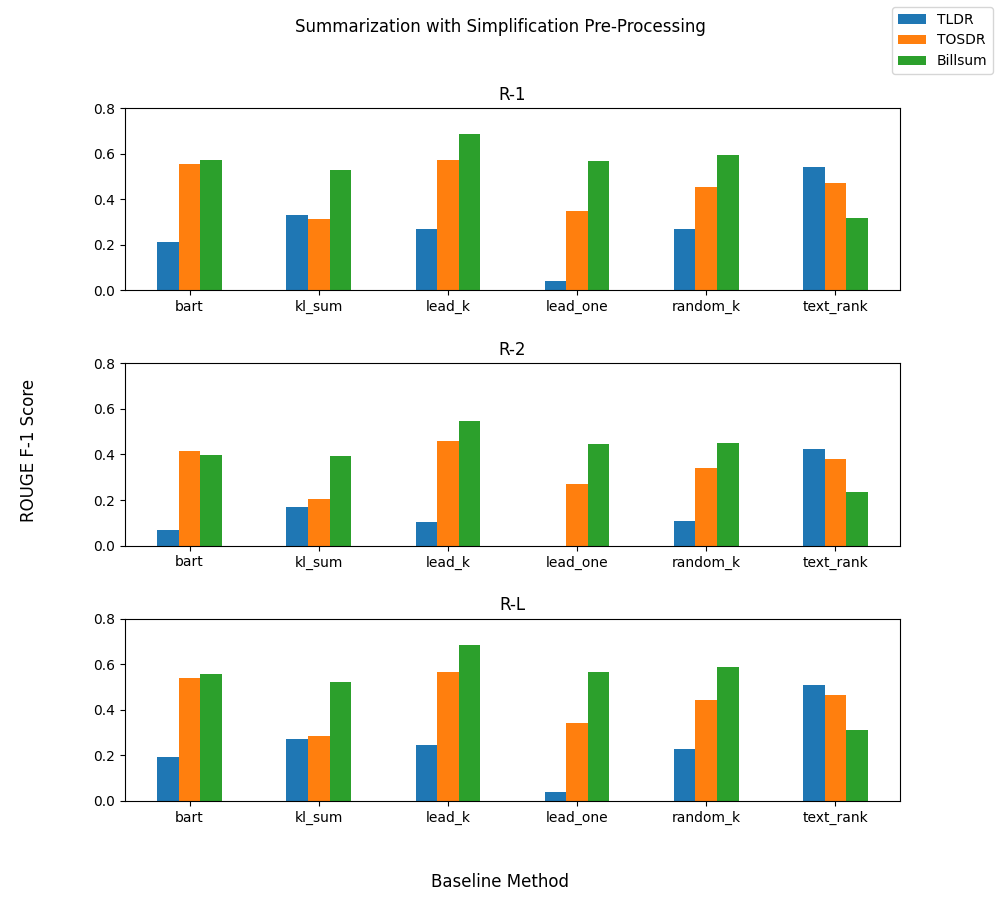 Summarization with Simplification Pre-Processing
TLDR
TOSDR
Billsum
R-1
0.8
0.6
0.4
0.2
0.0
bart kl_sum lead_k lead_one random_k text_rank
R-2
0.8
0.6
0.4
0.2
0.0
bart kl_sum lead_k lead_one random_k text_rank
ROUGE F-1 Score
R-L
0.8
0.6
0.4
0.2
0.0
bart kl_sum lead_k lead_one random_k text_rank
Baseline Method